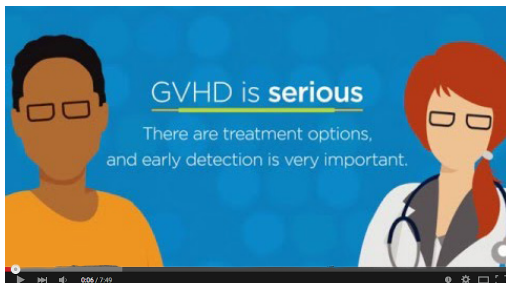 GVHD is serious
There are treatment options,
and early detection is very important.
0:06 / 7:49